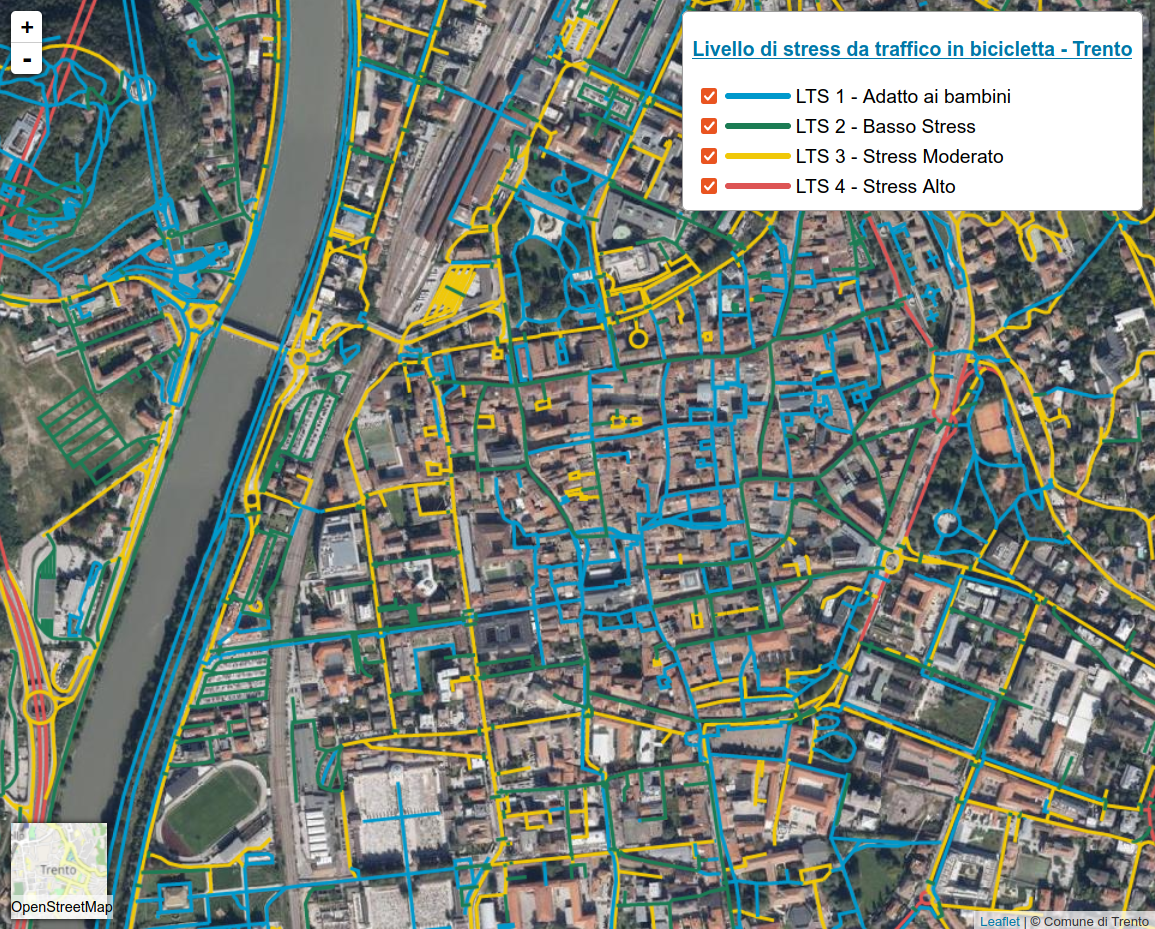 +
-
Livello di stress da traffico in bicicletta - Trento
LTS 1 - Adatto ai bambini
LTS 2 - Basso Stress
LTS 3 - Stress Moderato
LTS 4 - Stress Alto
Trento
OpenStreetMap
Leaflet | © Comune di Trento